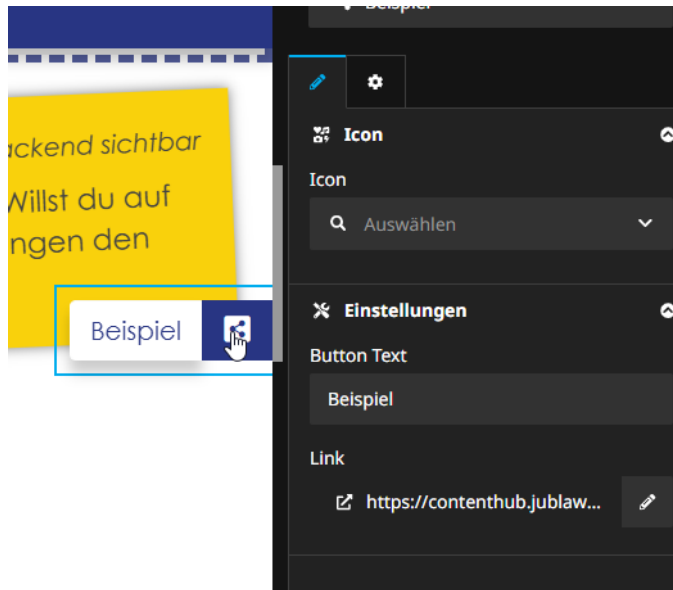 Beispiel
ackend sichtbar
Willst du auf
ngen den
Beispiel
Icon
Icon
Auswählen
Einstellungen
Button Text
Beispiel
Link
https://contenthub.jublaw...